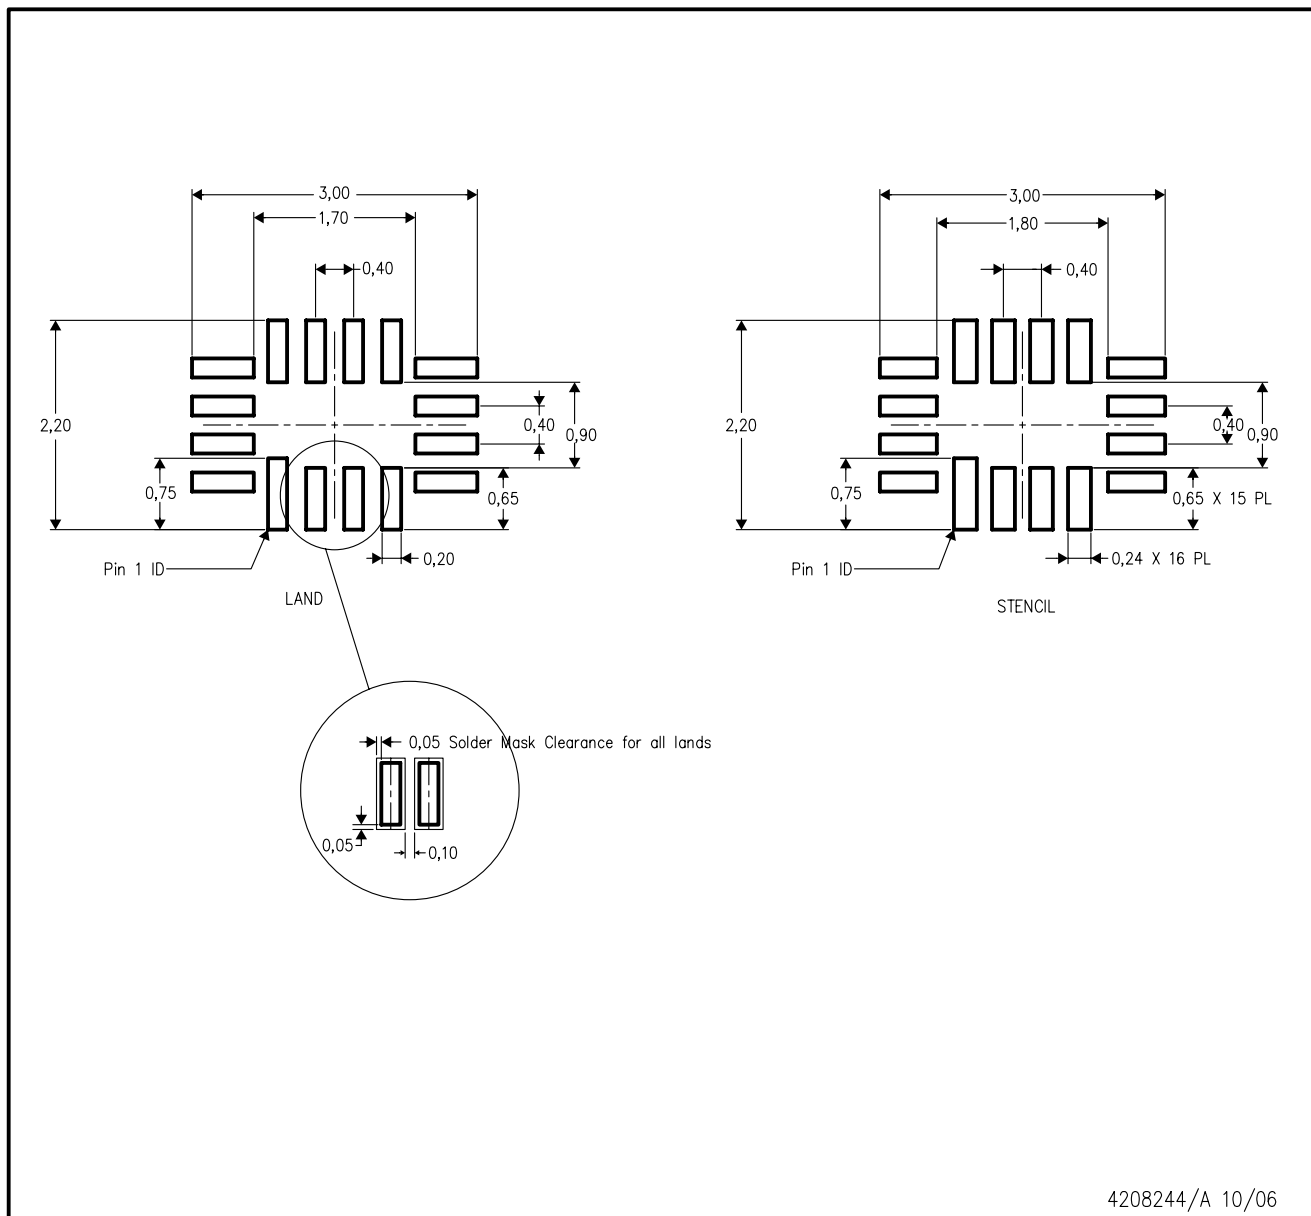 3,00
1,70
0,40
2,20
0,40
0,90
0,75
0,65
0,20
Pin 1 ID
LAND
3,00
1,80
0,40
2,20
0,40
0,90
0,75
0,65 X 15 PL
0,24 X 16 PL
Pin 1 ID
STENCIL
0,05 Solder Mask Clearance for all lands
0,05
0,10
4208244/A 10/06